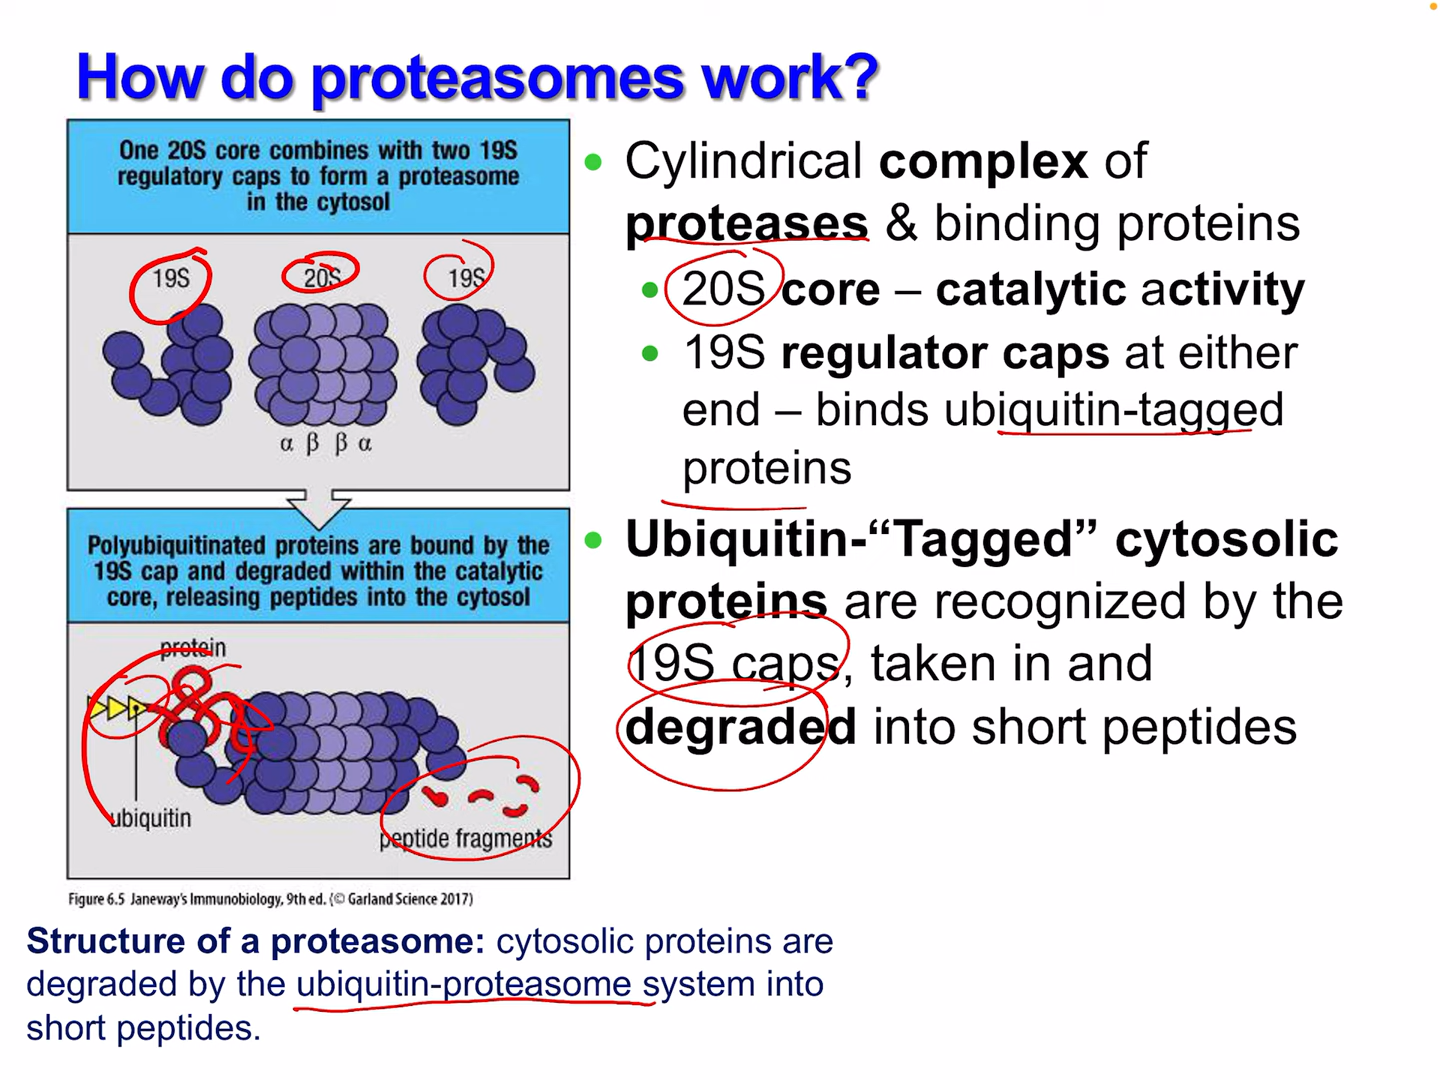 How do proteasomes work?
One 20S core combines with two 19S
regulatory caps to form a proteasome
in the cytosol
19S 20S 19S
α β β α
Polyubiquitinated proteins are bound by the
19S cap and degraded within the catalytic
core, releasing peptides into the cytosol
protein
ubiquitin
peptide fragments
Figure 6.5 Janeway's Immunobiology, 9th ed. (© Garland Science 2017)
Structure of a proteasome: cytosolic proteins are
degraded by the ubiquitin-proteasome system into
short peptides.
• Cylindrical complex of
proteases & binding proteins
• 20S core – catalytic activity
• 19S regulator caps at either
end – binds ubiquitin-tagged
proteins
• Ubiquitin-“Tagged” cytosolic
proteins are recognized by the
19S caps, taken in and
degraded into short peptides